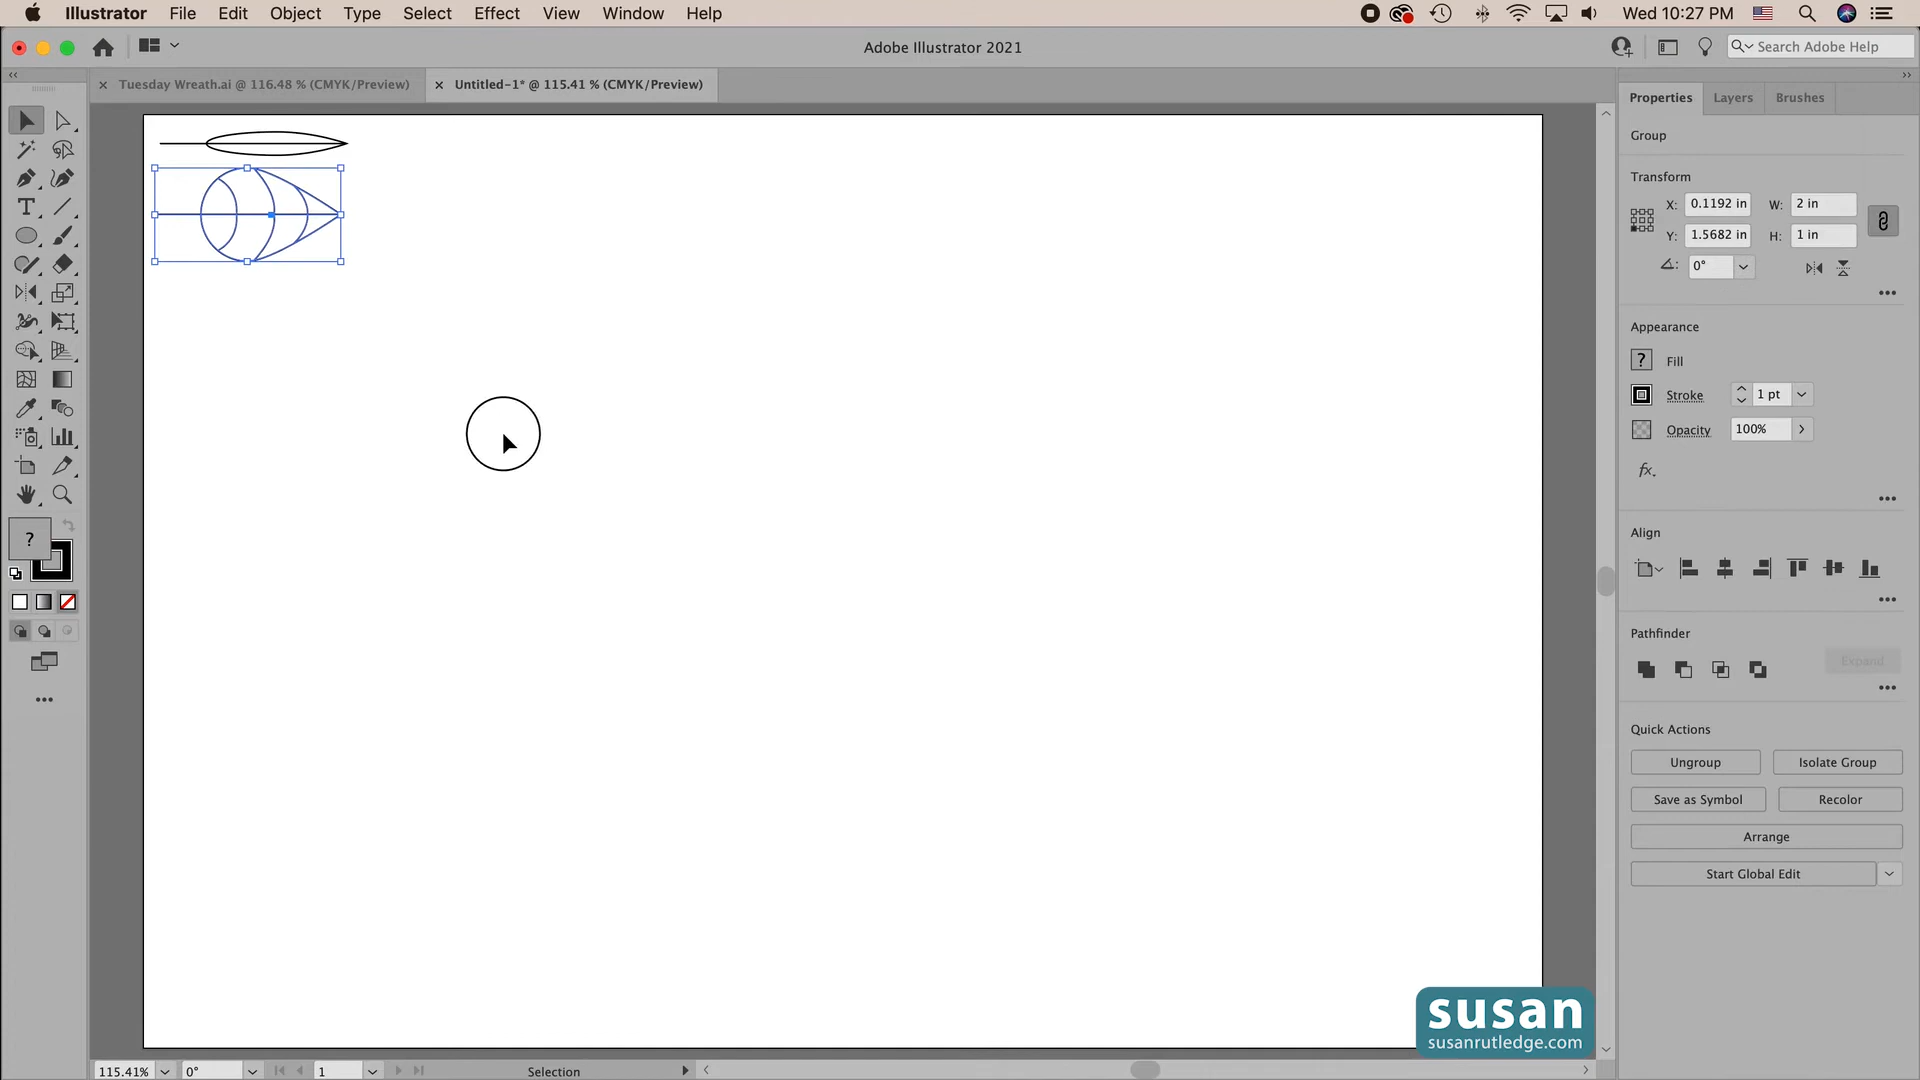 Illustrator File Edit Object Type Select Effect View Window Help Wed 10:27 PM
Adobe Illustrator 2021
Search Adobe Help
Tuesday Wreath.ai @ 116.48 % (CMYK/Preview)
Untitled-1* @ 115.41 % (CMYK/Preview)
Properties Layers Brushes
Group
Transform
X: 0.1192 in W: 2 in
Y: 1.5682 in H: 1 in
0°
Appearance
? Fill
Stroke 1 pt
Opacity 100%
fx.
Align
?
Pathfinder
Expand
Quick Actions
Ungroup Isolate Group
Save as Symbol Recolor
Arrange
Start Global Edit
susan
susanrutledge.com
115.41% 0° 1 Selection